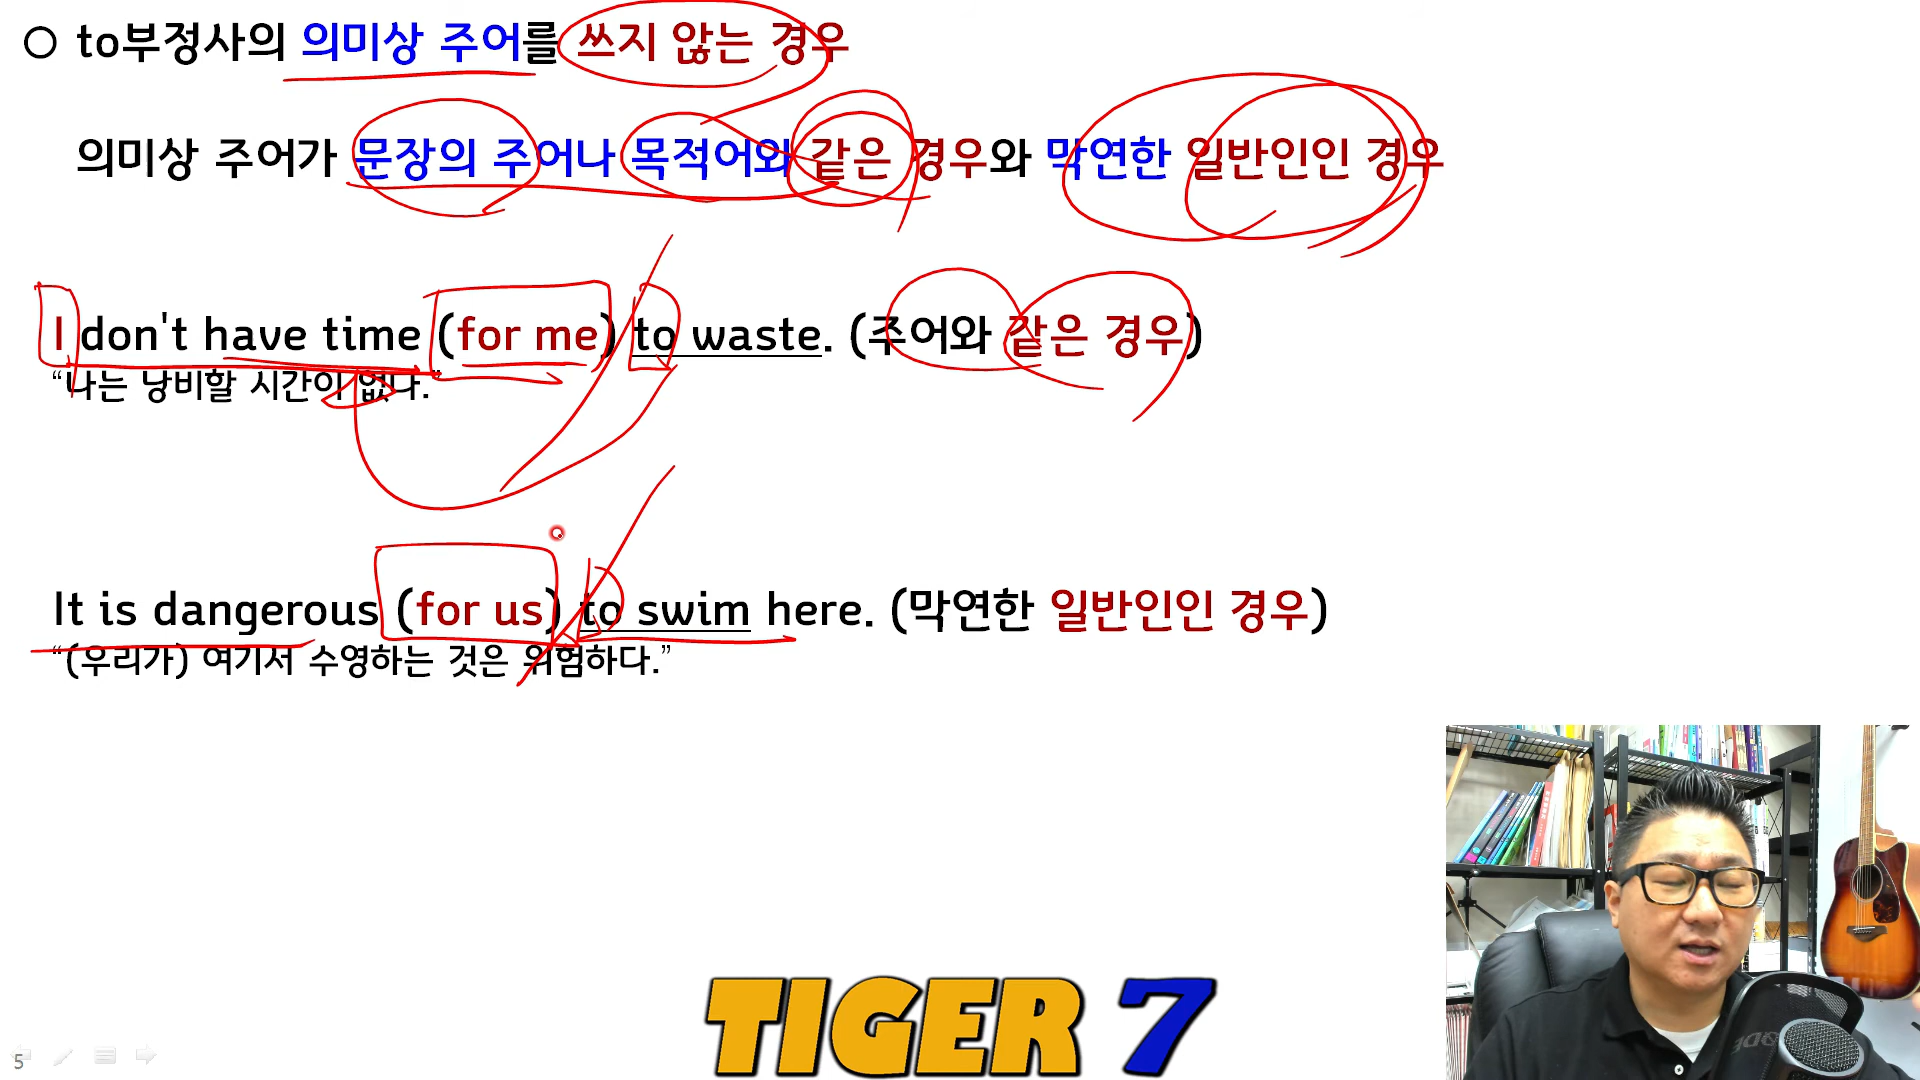 ○ to부정사의 의미상 주어를 쓰지 않는 경우
의미상 주어가 문장의 주어나 목적어와 같은 경우와 막연한 일반인인 경우
I don't have time (for me) to waste. (주어와 같은 경우)
“나는 낭비할 시간이 없다.”
It is dangerous (for us) to swim here. (막연한 일반인인 경우)
“(우리가) 여기서 수영하는 것은 위험하다.”
TIGER 7
5